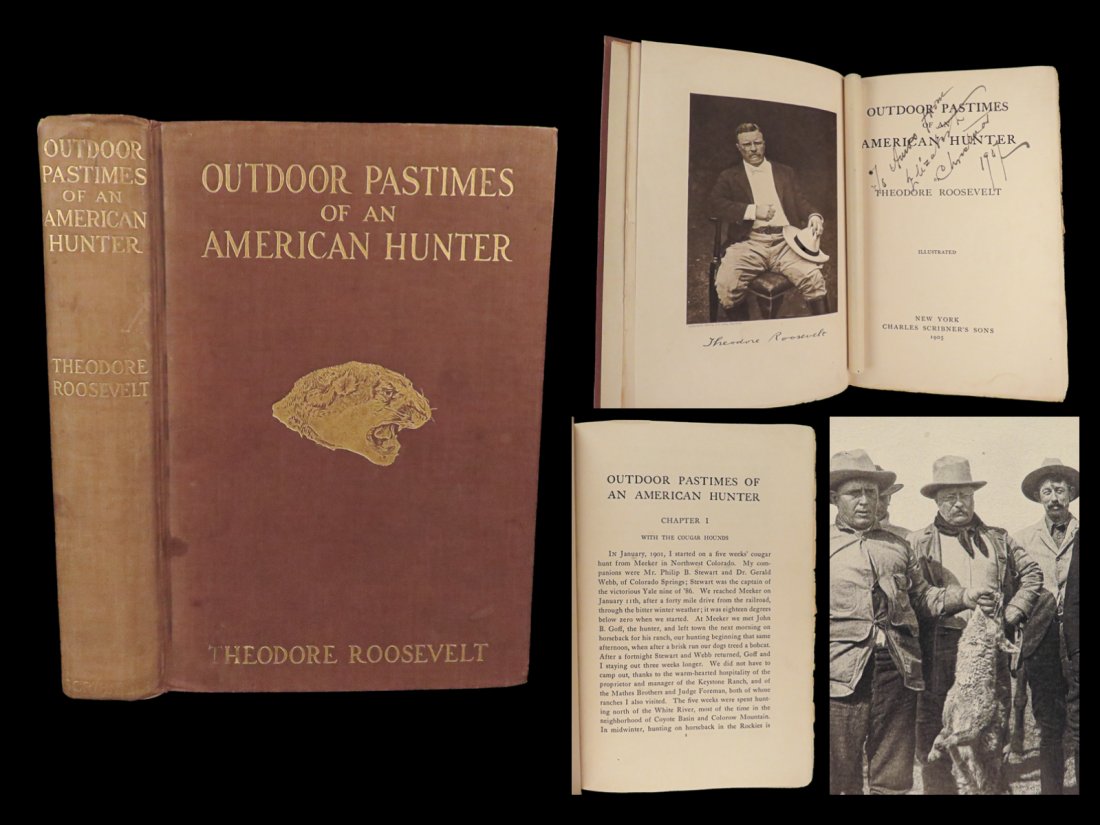 OUTDOOR
PASTIMES
OF AN
AMERICAN
HUNTER
THEODORE
ROOSEVELT
OUTDOOR PASTIMES
OF AN
AMERICAN HUNTER
THEODORE ROOSEVELT
Theodore Roosevelt
OUTDOOR PASTIMES
OF AN
AMERICAN HUNTER
from
Elizabeth
Christmas
1907
THEODORE ROOSEVELT
ILLUSTRATED
NEW YORK
CHARLES SCRIBNER'S SONS
1905
OUTDOOR PASTIMES OF
AN AMERICAN HUNTER
CHAPTER I
WITH THE COUGAR HOUNDS
IN January, 1901, I started on a five weeks' cougar
hunt from Meeker in Northwest Colorado. My com-
panions were Mr. Philip B. Stewart and Dr. Gerald
Webb, of Colorado Springs; Stewart was the captain of
the victorious Yale nine of '86. We reached Meeker on
January 11th, after a forty mile drive from the railroad,
through the bitter winter weather; it was eighteen degrees
below zero when we started. At Meeker we met John
B. Goff, the hunter, and left town the next morning on
horseback for his ranch, our hunting beginning that same
afternoon, when after a brisk run our dogs treed a bobcat.
After a fortnight Stewart and Webb returned, Goff and
I staying out three weeks longer. We did not have to
camp out, thanks to the warm-hearted hospitality of the
proprietor and manager of the Keystone Ranch, and of
the Mathes Brothers and Judge Foreman, both of whose
ranches I also visited. The five weeks were spent hunt-
ing north of the White River, most of the time in the
neighborhood of Coyote Basin and Colorow Mountain.
In midwinter, hunting on horseback in the Rockies is